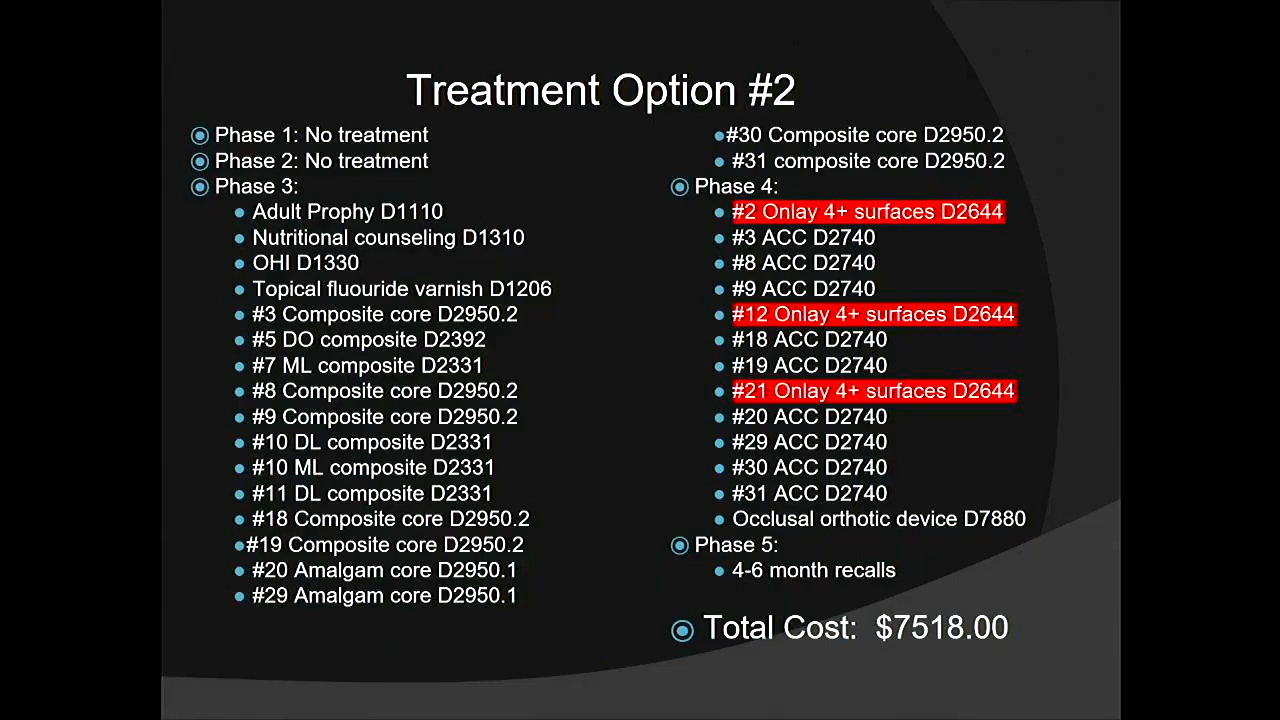 Treatment Option #2
Phase 1: No treatment
Phase 2: No treatment
Phase 3:
Adult Prophy D1110
Nutritional counseling D1310
OHI D1330
Topical fluouride varnish D1206
#3 Composite core D2950.2
#5 DO composite D2392
#7 ML composite D2331
#8 Composite core D2950.2
#9 Composite core D2950.2
#10 DL composite D2331
#10 ML composite D2331
#11 DL composite D2331
#18 Composite core D2950.2
#19 Composite core D2950.2
#20 Amalgam core D2950.1
#29 Amalgam core D2950.1
#30 Composite core D2950.2
#31 composite core D2950.2
Phase 4:
#2 Onlay 4+ surfaces D2644
#3 ACC D2740
#8 ACC D2740
#9 ACC D2740
#12 Onlay 4+ surfaces D2644
#18 ACC D2740
#19 ACC D2740
#21 Onlay 4+ surfaces D2644
#20 ACC D2740
#29 ACC D2740
#30 ACC D2740
#31 ACC D2740
Occlusal orthotic device D7880
Phase 5:
4-6 month recalls
Total Cost: $7518.00